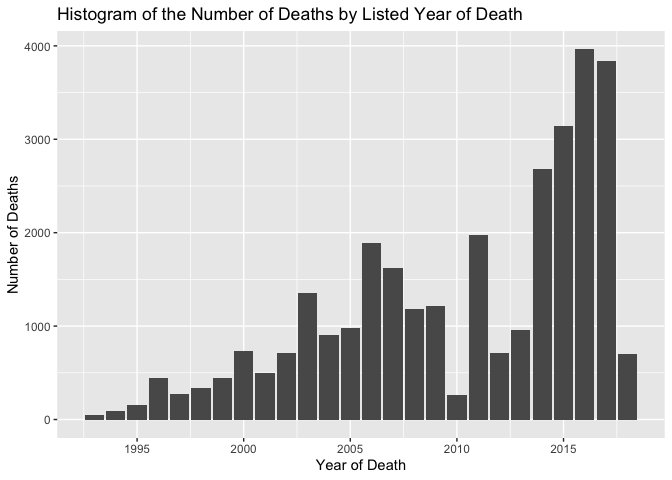 Histogram of the Number of Deaths by Listed Year of Death
Number of Deaths
4000
3000
2000
1000
0
1995 2000 2005 2010 2015
Year of Death